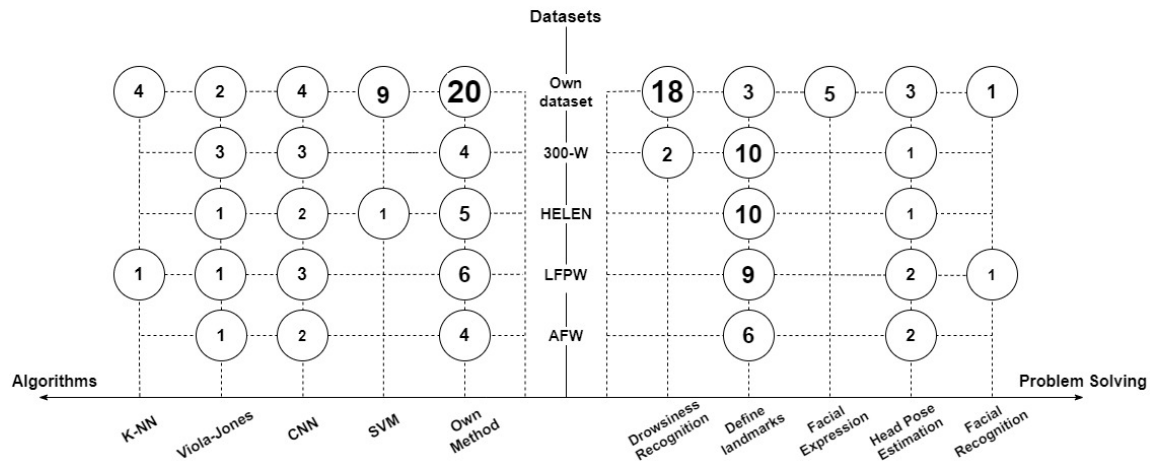 Datasets
4 2 4 9 20 Own dataset 18 3 5 3 1
3 3 4 300-W 2 10 1
1 2 1 5 HELEN 10 1
1 1 3 6 LFPW 9 2 1
1 2 4 AFW 6 2
Algorithms
Problem Solving
K-NN
Viola-Jones
CNN
SVM
Own
Method
Drowsiness
Recognition
Define
landmarks
Facial
Expression
Head Pose
Estimation
Facial
Recognition